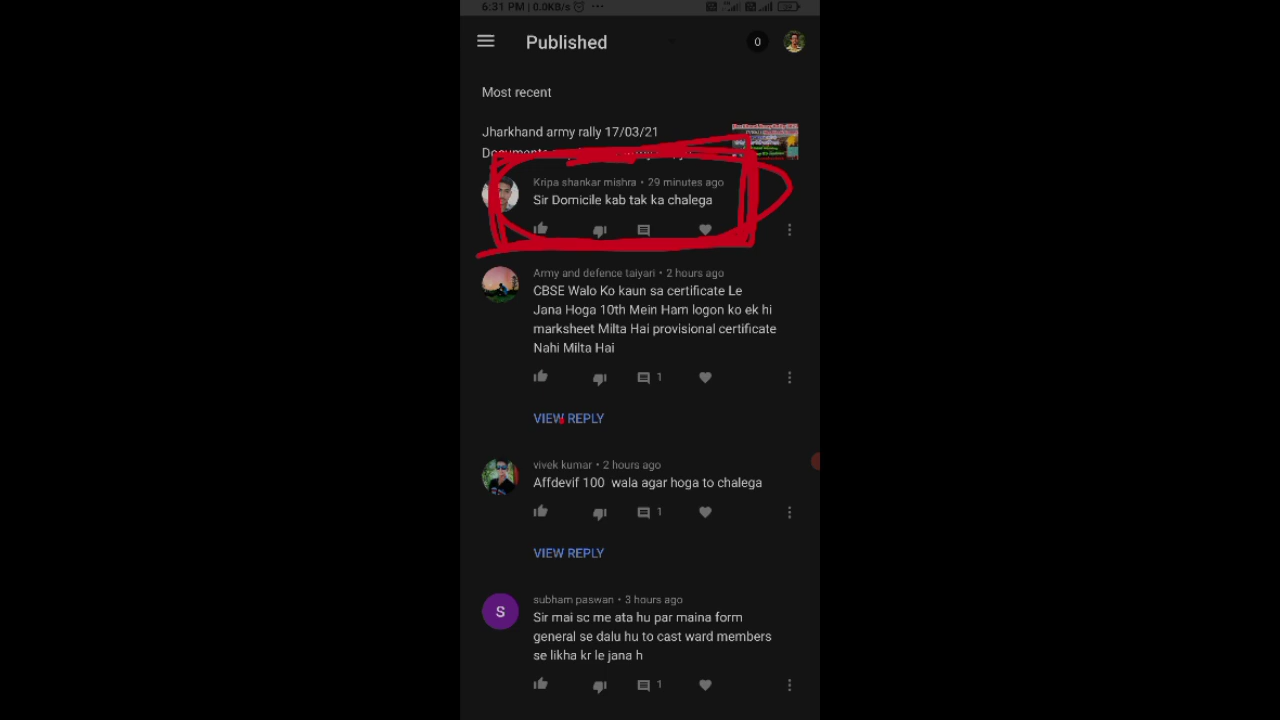 6:31 PM | 0.0KB/s
Published
0
Most recent
Jharkhand army rally 17/03/21
Kripa shankar mishra • 29 minutes ago
Sir Domicile kab tak ka chalega
Army and defence taiyari • 2 hours ago
CBSE Walo Ko kaun sa certificate Le
Jana Hoga 10th Mein Ham logon ko ek hi
marksheet Milta Hai provisional certificate
Nahi Milta Hai
1
VIEW REPLY
vivek kumar • 2 hours ago
Affdevif 100 wala agar hoga to chalega
1
VIEW REPLY
S
subham paswan • 3 hours ago
Sir mai sc me ata hu par maina form
general se dalu hu to cast ward members
se likha kr le jana h
1